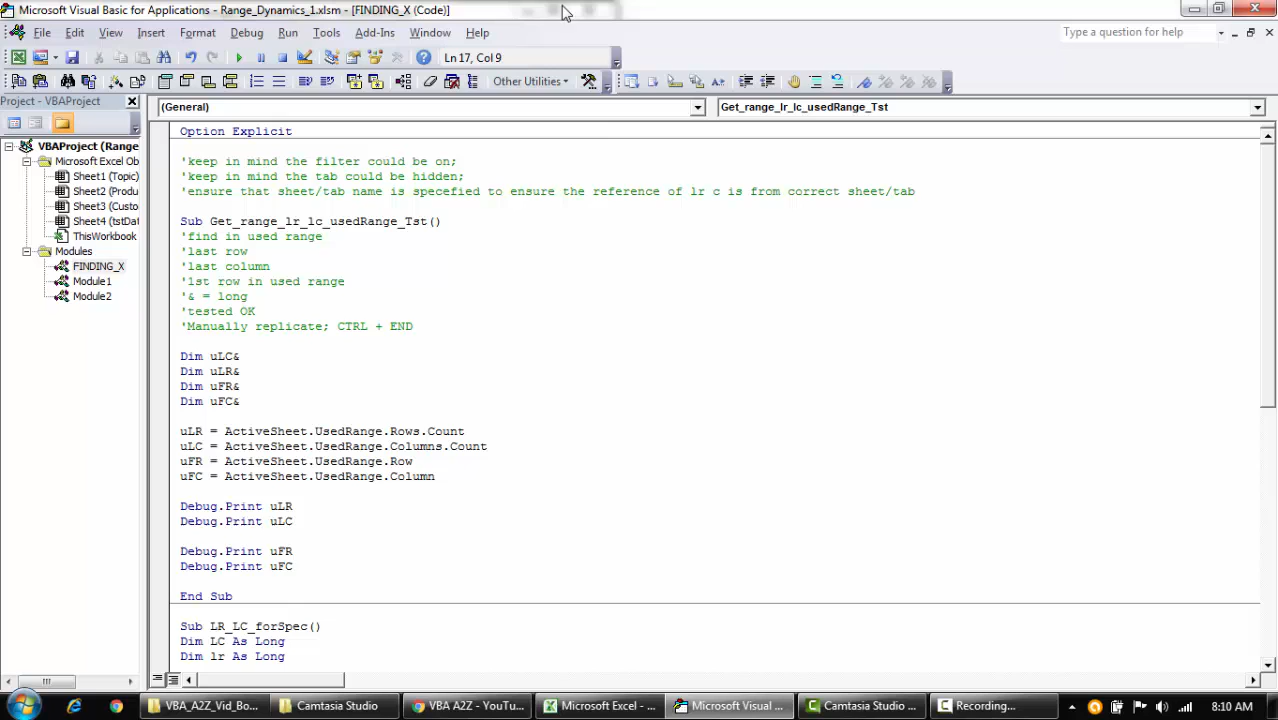 Microsoft Visual Basic for Applications - Range_Dynamics_1.xlsm - [FINDING_X (Code)]
File Edit View Insert Format Debug Run Tools Add-Ins Window Help
Type a question for help
Ln 17, Col 9
Other Utilities
Project - VBAProject
(General)
Get_range_lr_lc_usedRange_Tst
VBAProject (Range
Microsoft Excel Ob
Sheet1 (Topic)
Sheet2 (Produ
Sheet3 (Custo
Sheet4 (tstDat
ThisWorkbook
Modules
FINDING_X
Module1
Module2
Option Explicit
'keep in mind the filter could be on;
'keep in mind the tab could be hidden;
'ensure that sheet/tab name is specefied to ensure the reference of lr c is from correct sheet/tab
Sub Get_range_lr_lc_usedRange_Tst()
'find in used range
'last row
'last column
'1st row in used range
'& = long
'tested OK
'Manually replicate; CTRL + END
Dim uLC&
Dim uLR&
Dim uFR&
Dim uFC&
uLR = ActiveSheet.UsedRange.Rows.Count
uLC = ActiveSheet.UsedRange.Columns.Count
uFR = ActiveSheet.UsedRange.Row
uFC = ActiveSheet.UsedRange.Column
Debug.Print uLR
Debug.Print uLC
Debug.Print uFR
Debug.Print uFC
End Sub
Sub LR_LC_forSpec()
Dim LC As Long
Dim lr As Long
VBA_A2Z_Vid_Bo...
Camtasia Studio
VBA A2Z - YouTu...
Microsoft Excel - ...
Microsoft Visual ...
Camtasia Studio ...
Recording...
8:10 AM